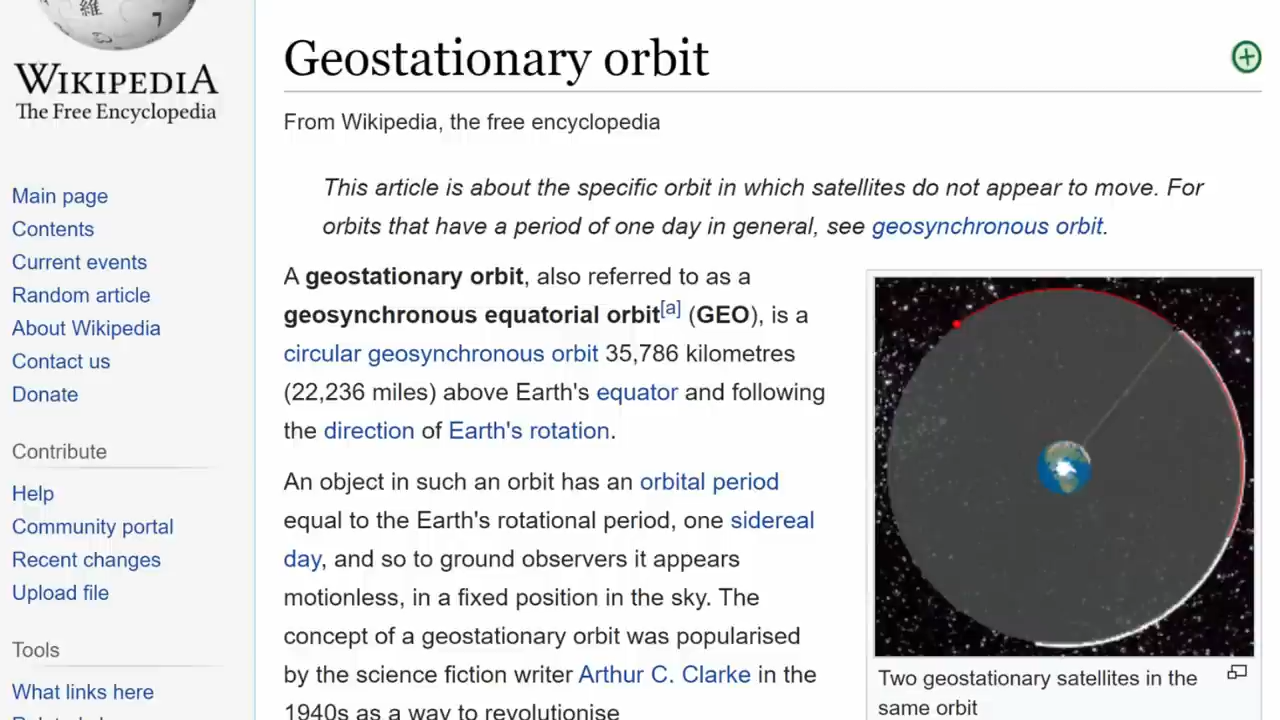 維
7
WIKIPEDIA
The Free Encyclopedia
Main page
Contents
Current events
Random article
About Wikipedia
Contact us
Donate
Contribute
Help
Community portal
Recent changes
Upload file
Tools
What links here
Geostationary orbit
From Wikipedia, the free encyclopedia
This article is about the specific orbit in which satellites do not appear to move. For
orbits that have a period of one day in general, see geosynchronous orbit.
A geostationary orbit, also referred to as a
geosynchronous equatorial orbit[a] (GEO), is a
circular geosynchronous orbit 35,786 kilometres
(22,236 miles) above Earth's equator and following
the direction of Earth's rotation.
An object in such an orbit has an orbital period
equal to the Earth's rotational period, one sidereal
day, and so to ground observers it appears
motionless, in a fixed position in the sky. The
concept of a geostationary orbit was popularised
by the science fiction writer Arthur C. Clarke in the
1940s as a way to revolutionise
Two geostationary satellites in the
same orbit